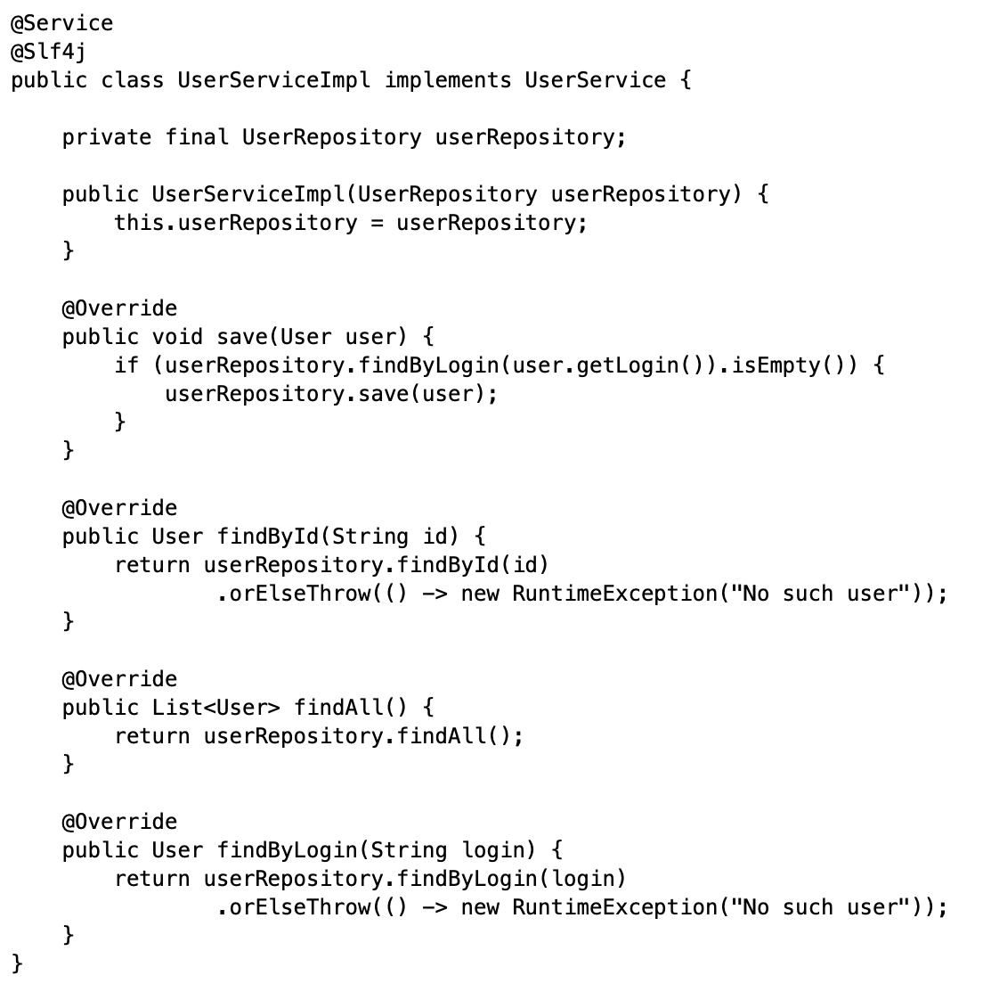 @Service
@Slf4j
public class UserServiceImpl implements UserService {

    private final UserRepository userRepository;

    public UserServiceImpl(UserRepository userRepository) {
        this.userRepository = userRepository;
    }

    @Override
    public void save(User user) {
        if (userRepository.findByLogin(user.getLogin()).isEmpty()) {
            userRepository.save(user);
        }
    }

    @Override
    public User findById(String id) {
        return userRepository.findById(id)
                .orElseThrow(() -> new RuntimeException("No such user"));
    }

    @Override
    public List<User> findAll() {
        return userRepository.findAll();
    }

    @Override
    public User findByLogin(String login) {
        return userRepository.findByLogin(login)
                .orElseThrow(() -> new RuntimeException("No such user"));
    }
}